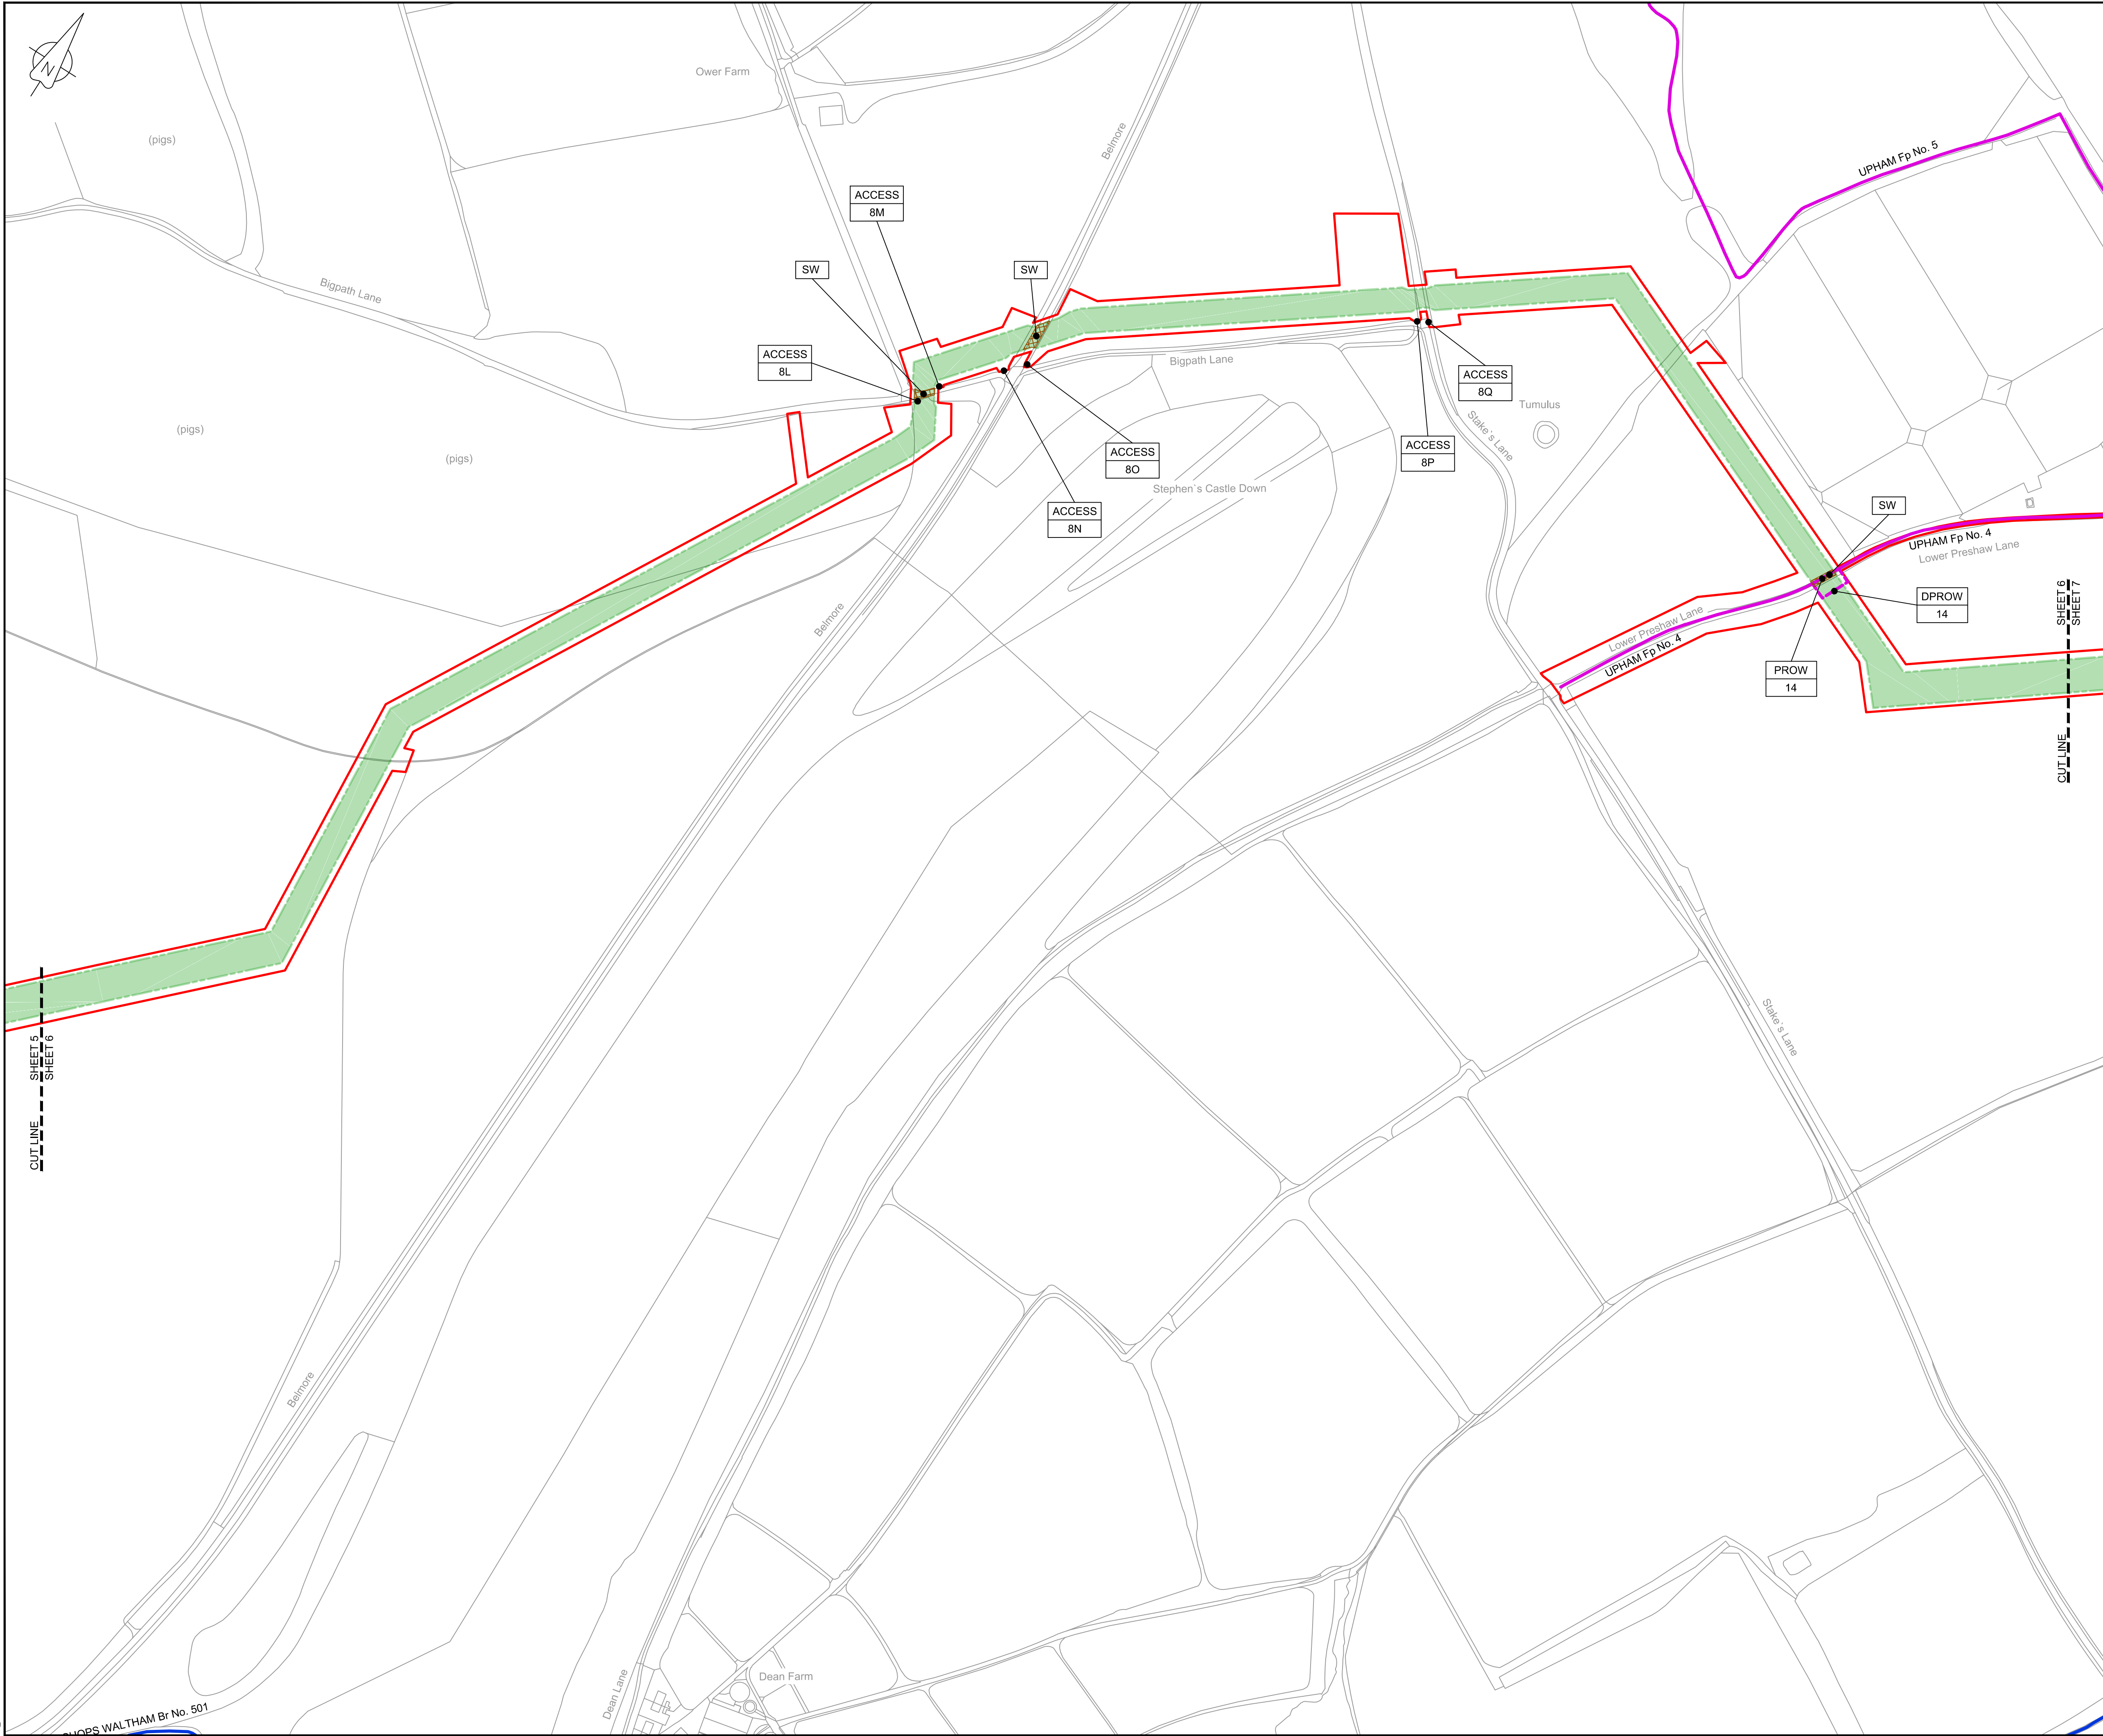 N
Ower Farm
(pigs)
Belmore
UPHAM Fp No. 5
ACCESS
8M
SW
SW
Bigpath Lane
ACCESS
8L
Bigpath Lane
ACCESS
8Q
Tumulus
Stake`s Lane
(pigs)
(pigs)
ACCESS
8O
ACCESS
8P
Stephen`s Castle Down
ACCESS
8N
SW
UPHAM Fp No. 4
Lower Preshaw Lane
DPROW
14
SHEET 6
SHEET 7
CUT LINE
Belmore
Lower Preshaw Lane
UPHAM Fp No. 4
PROW
14
Stake`s Lane
SHEET 5
SHEET 6
CUT LINE
Belmore
Dean Farm
Dean Lane
HOPS WALTHAM Br No. 501